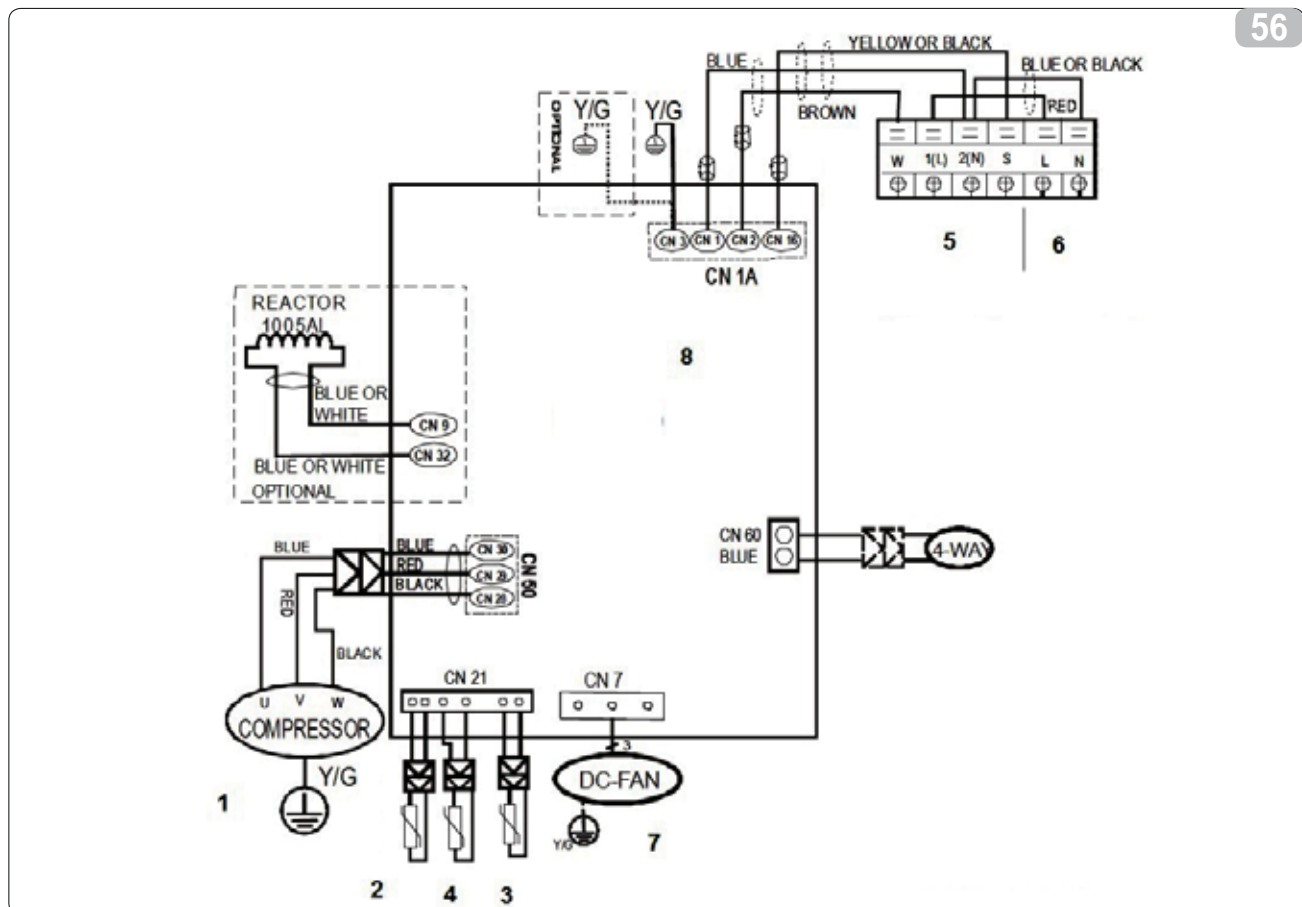 56
YELLOW OR BLACK
BLUE
BLUE OR BLACK
BROWN
RED
OPTIONAL
Y/G
Y/G
W 1(L) 2(N) S L N
5
6
CN 3 CN 1 CN 2 CN 16
CN 1A
8
REACTOR
1005AL
BLUE OR
WHITE
CN 9
CN 32
BLUE OR WHITE
OPTIONAL
BLUE
BLUE
RED
BLACK
CN 30
CN 29
CN 28
CN 60
RED
BLACK
CN 60
BLUE
4-WAY
U V W
COMPRESSOR
Y/G
1
CN 21
CN 7
3
DC-FAN
Y/G
7
2
4
3